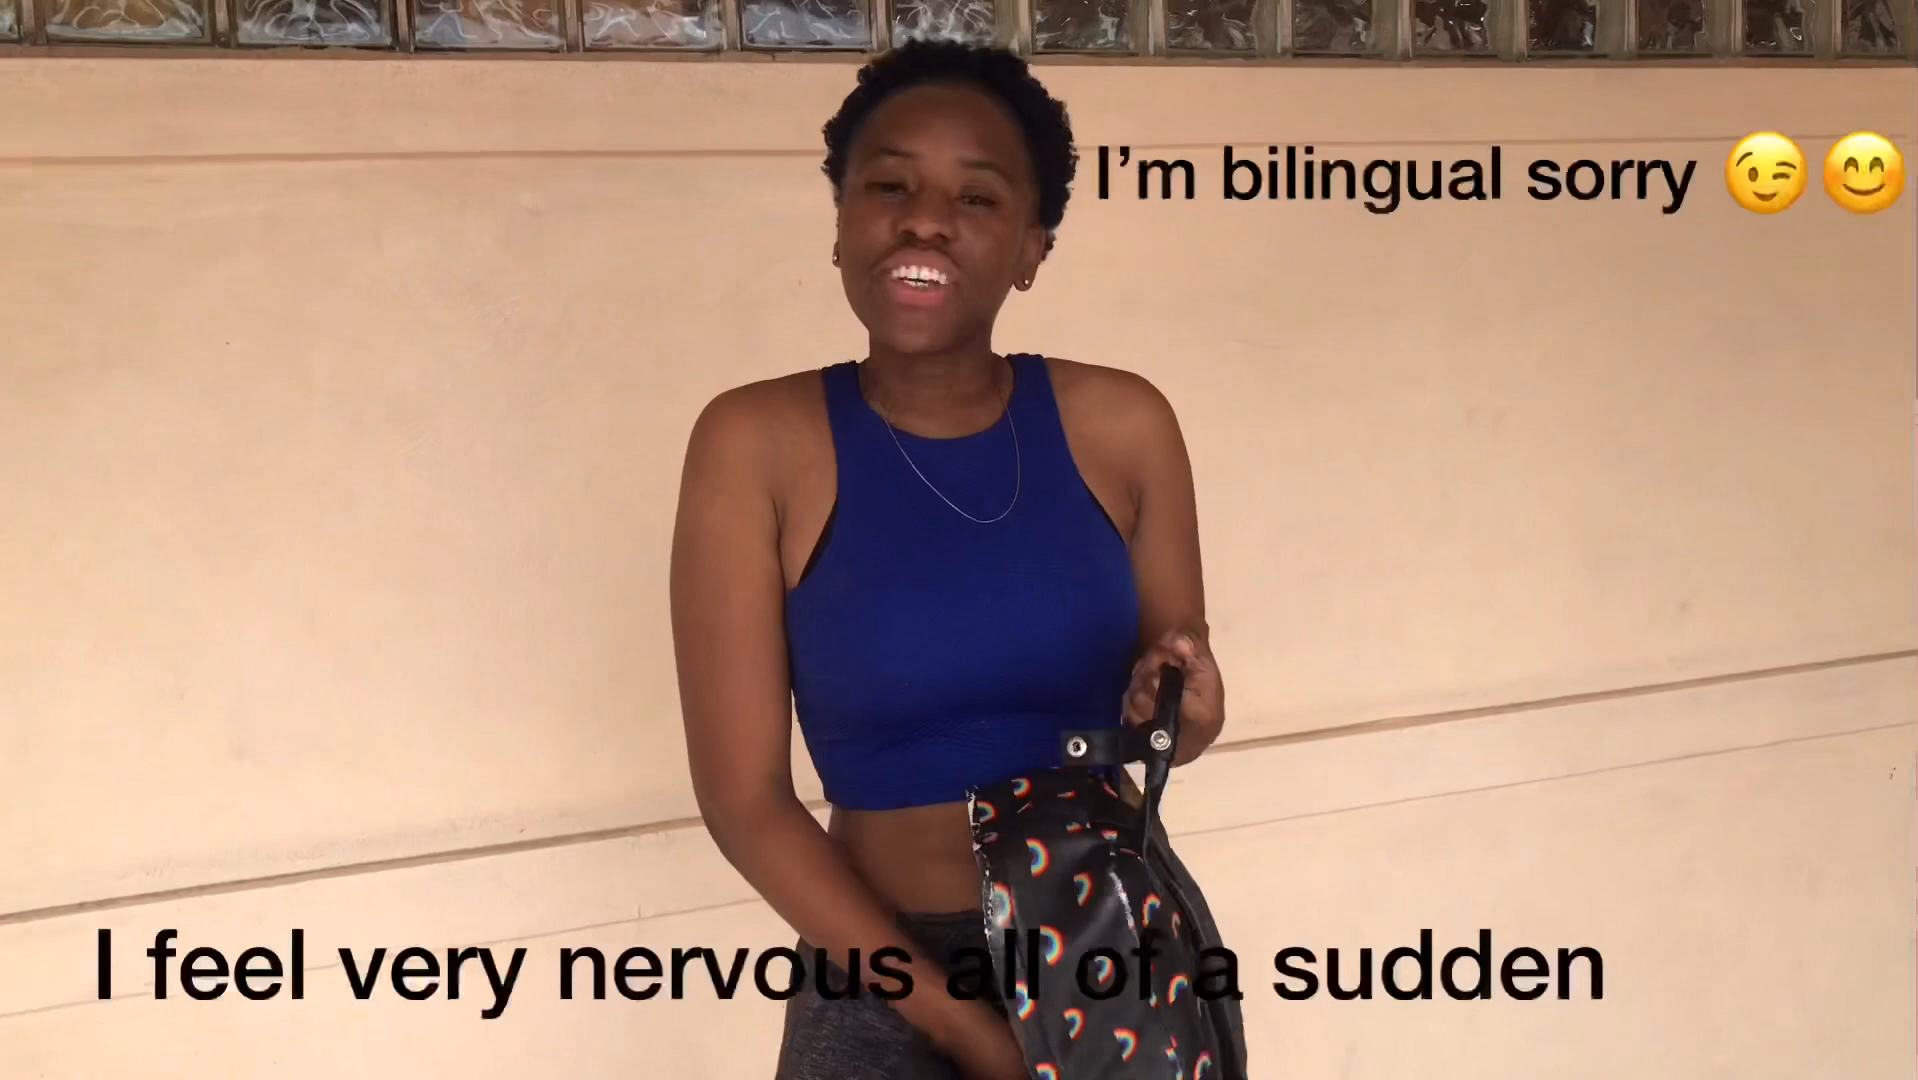 I’m bilingual sorry 😉😊
I feel very nervous all of a sudden